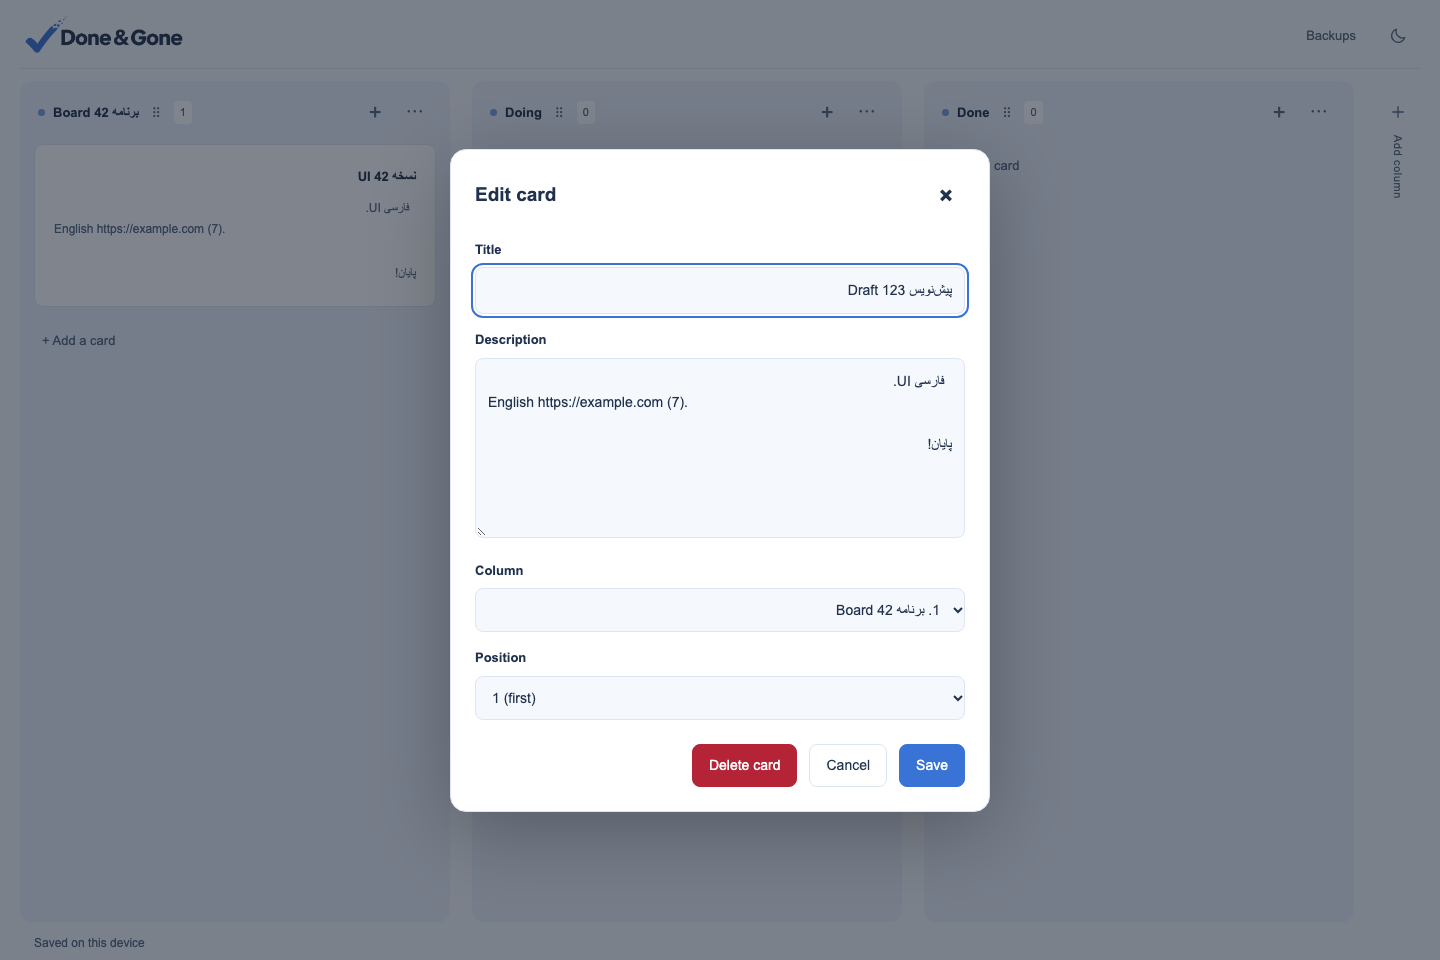 Done & Gone
Backups
برنامه Board 42
1
Doing
0
Done
0
Add column
نسخه UI 42
فارسی UI.
English https://example.com (7).
پایان!
+ Add a card
card
Edit card
Title
پیش‌نویس Draft 123
Description
فارسی UI.
English https://example.com (7).
پایان!
Column
1. برنامه Board 42
Position
1 (first)
Delete card
Cancel
Save
Saved on this device